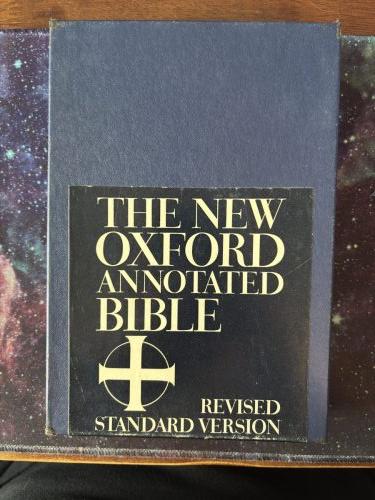 THE NEW
OXFORD
ANNOTATED
BIBLE
REVISED
STANDARD VERSION